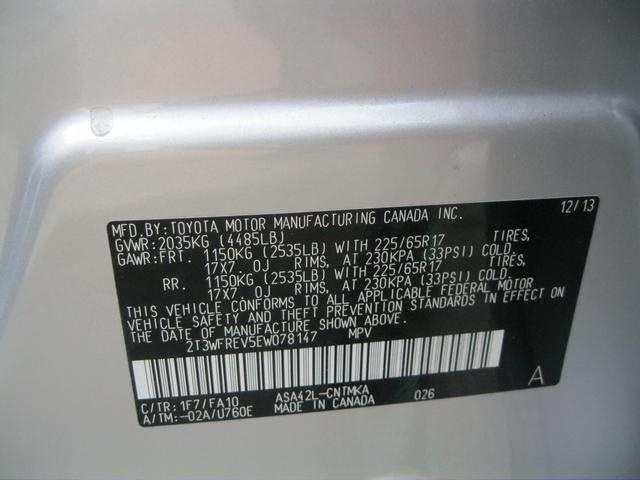 MFD.BY:TOYOTA MOTOR MANUFACTURING CANADA INC. 12/13
GVWR:2035KG (4485LB)
GAWR:FRT. 1150KG (2535LB) WITH 225/65R17 TIRES,
17X7. 0J RIMS, AT 230KPA (33PSI) COLD.
RR. 1150KG (2535LB) WITH 225/65R17 TIRES,
17X7. 0J RIMS, AT 230KPA (33PSI) COLD.
THIS VEHICLE CONFORMS TO ALL APPLICABLE FEDERAL MOTOR
VEHICLE SAFETY AND THEFT PREVENTION STANDARDS IN EFFECT ON
THE DATE OF MANUFACTURE SHOWN ABOVE.
2T3WFREV5EW078147 MPV
C/TR: 1F7/FA10 ASA42L-CNTMKA 026 A
A/TM:-02A/U760E MADE IN CANADA